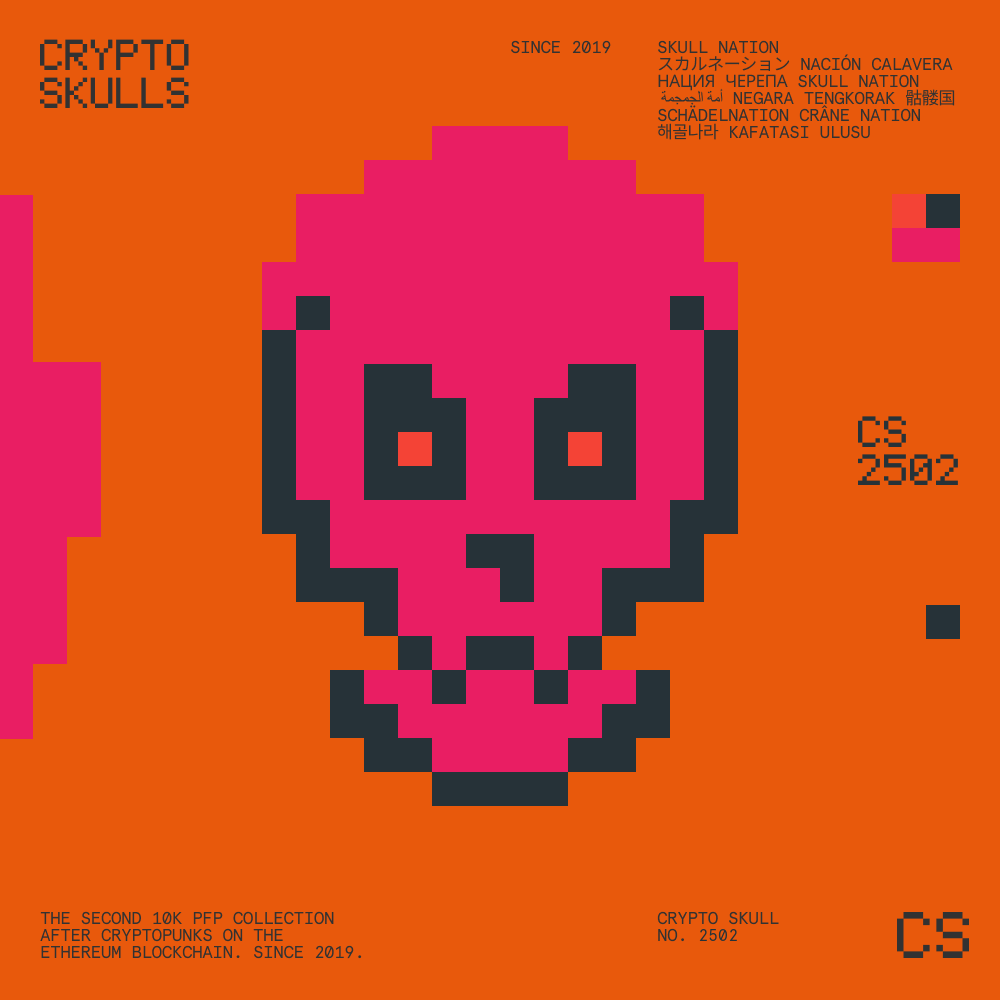 CRYPTO
SKULLS
SINCE 2019
SKULL NATION
スカルネーション NACIÓN CALAVERA
НАЦИЯ ЧЕРЕПА SKULL NATION
أمة الجمجمة NEGARA TENGKORAK 骷髅国
SCHÄDELNATION CRÂNE NATION
해골나라 KAFATASI ULUSU
CS
2502
THE SECOND 10K PFP COLLECTION
AFTER CRYPTOPUNKS ON THE
ETHEREUM BLOCKCHAIN. SINCE 2019.
CRYPTO SKULL
NO. 2502
CS